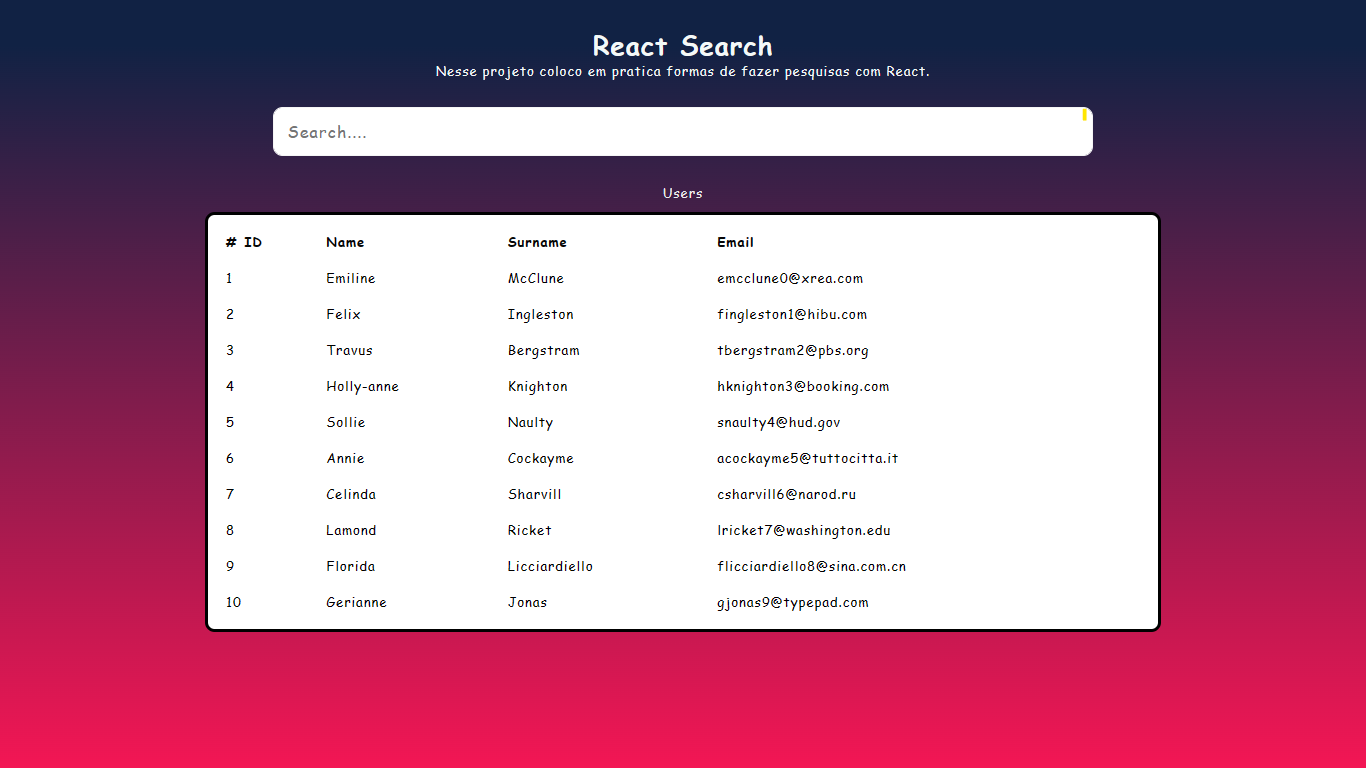 React Search
Nesse projeto coloco em pratica formas de fazer pesquisas com React.
Search....
Users
# ID Name Surname Email
1 Emiline McClune emcclune0@xrea.com
2 Felix Ingleston fingleston1@hibu.com
3 Travus Bergstram tbergstram2@pbs.org
4 Holly-anne Knighton hknighton3@booking.com
5 Sollie Naulty snaulty4@hud.gov
6 Annie Cockayme acockayme5@tuttocitta.it
7 Celinda Sharvill csharvill6@narod.ru
8 Lamond Ricket lricket7@washington.edu
9 Florida Licciardiello flicciardiello8@sina.com.cn
10 Gerianne Jonas gjonas9@typepad.com